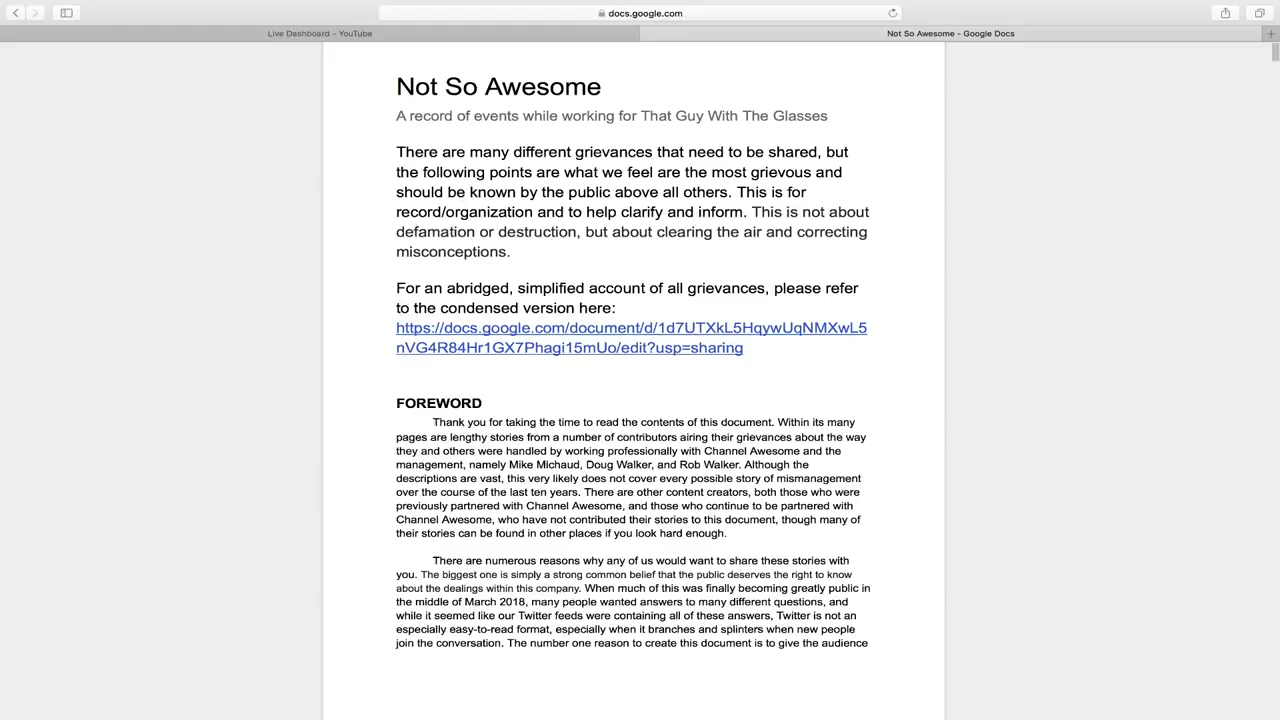 docs.google.com
Live Dashboard - YouTube
Not So Awesome - Google Docs
Not So Awesome
A record of events while working for That Guy With The Glasses
There are many different grievances that need to be shared, but
the following points are what we feel are the most grievous and
should be known by the public above all others. This is for
record/organization and to help clarify and inform. This is not about
defamation or destruction, but about clearing the air and correcting
misconceptions.
For an abridged, simplified account of all grievances, please refer
to the condensed version here:
https://docs.google.com/document/d/1d7UTXkL5HqywUqNMXwL5
nVG4R84Hr1GX7Phagi15mUo/edit?usp=sharing
FOREWORD
Thank you for taking the time to read the contents of this document. Within its many
pages are lengthy stories from a number of contributors airing their grievances about the way
they and others were handled by working professionally with Channel Awesome and the
management, namely Mike Michaud, Doug Walker, and Rob Walker. Although the
descriptions are vast, this very likely does not cover every possible story of mismanagement
over the course of the last ten years. There are other content creators, both those who were
previously partnered with Channel Awesome, and those who continue to be partnered with
Channel Awesome, who have not contributed their stories to this document, though many of
their stories can be found in other places if you look hard enough.
There are numerous reasons why any of us would want to share these stories with
you. The biggest one is simply a strong common belief that the public deserves the right to know
about the dealings within this company. When much of this was finally becoming greatly public in
the middle of March 2018, many people wanted answers to many different questions, and
while it seemed like our Twitter feeds were containing all of these answers, Twitter is not an
especially easy-to-read format, especially when it branches and splinters when new people
join the conversation. The number one reason to create this document is to give the audience